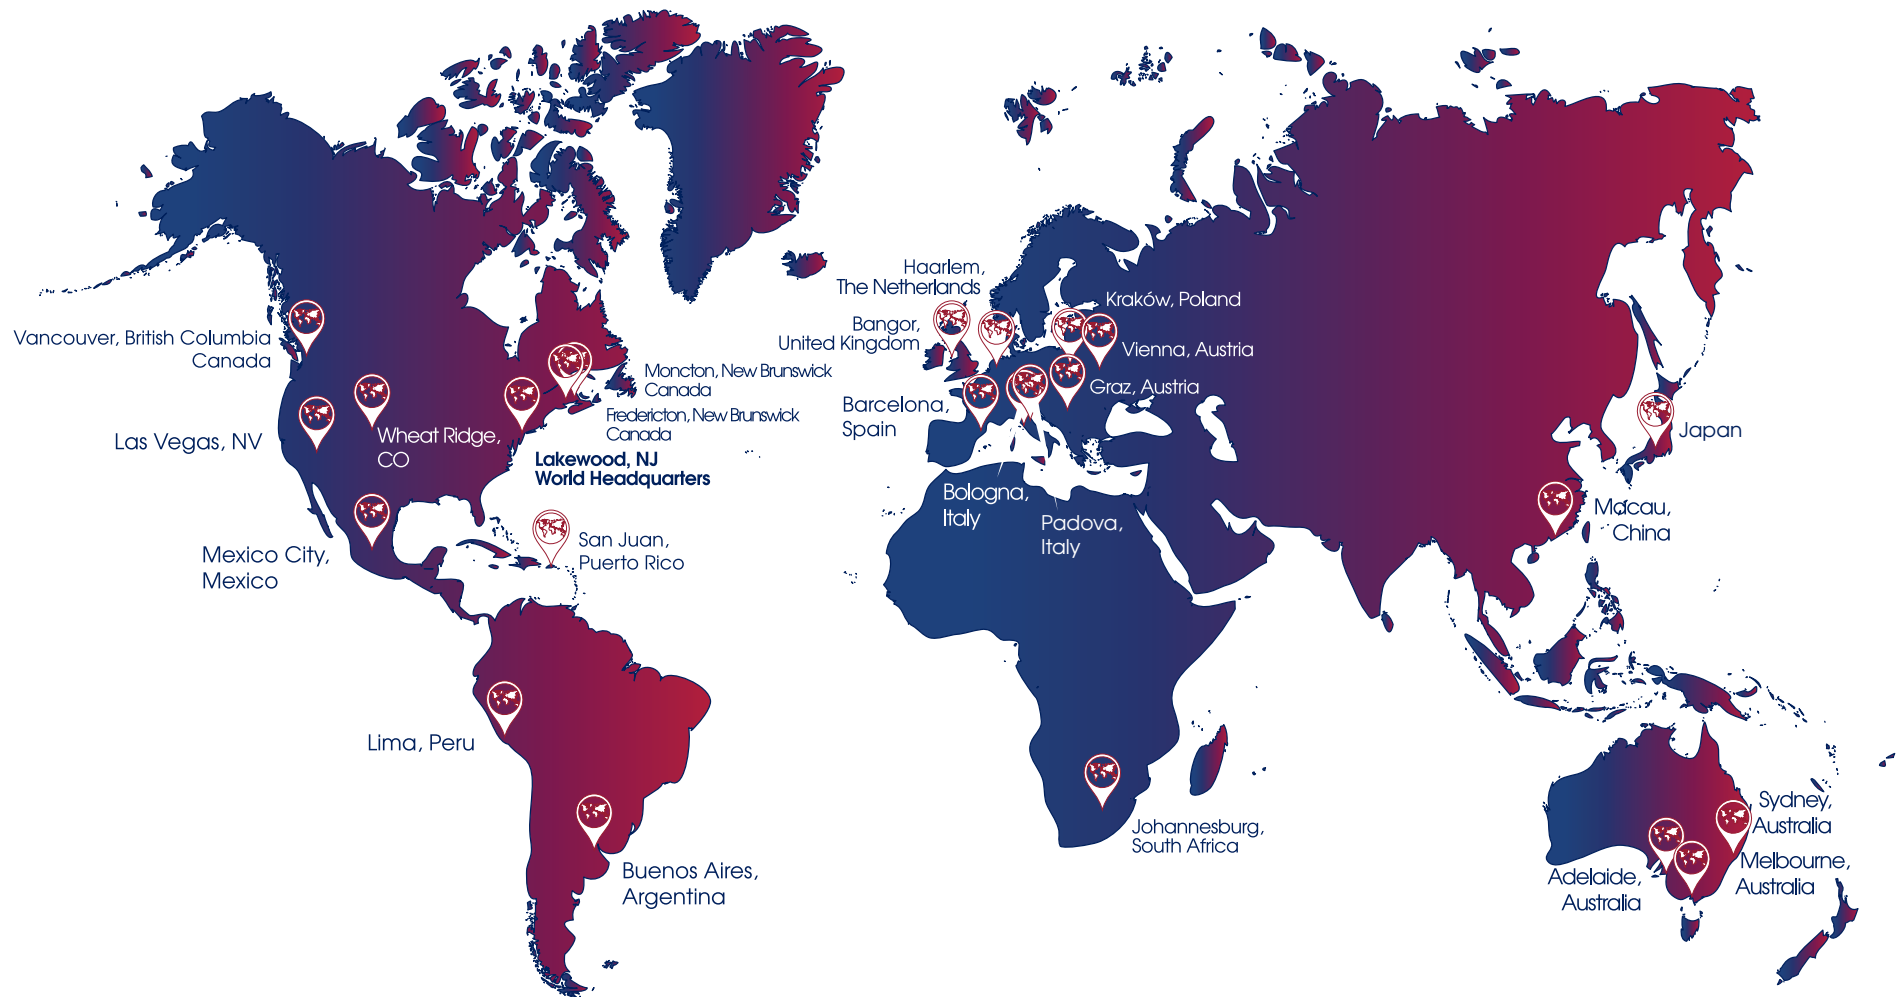 Haarlem,
The Netherlands
Kraków, Poland
Bangor,
United Kingdom
Vancouver, British Columbia
Canada
Vienna, Austria
Moncton, New Brunswick
Canada
Graz, Austria
Barcelona,
Spain
Fredericton, New Brunswick
Canada
Las Vegas, NV
Wheat Ridge,
CO
Japan
Lakewood, NJ
World Headquarters
Bologna,
Italy
Padova,
Italy
Macau,
China
San Juan,
Puerto Rico
Mexico City,
Mexico
Lima, Peru
Sydney,
Australia
Johannesburg,
South Africa
Melbourne,
Australia
Buenos Aires,
Argentina
Adelaide,
Australia